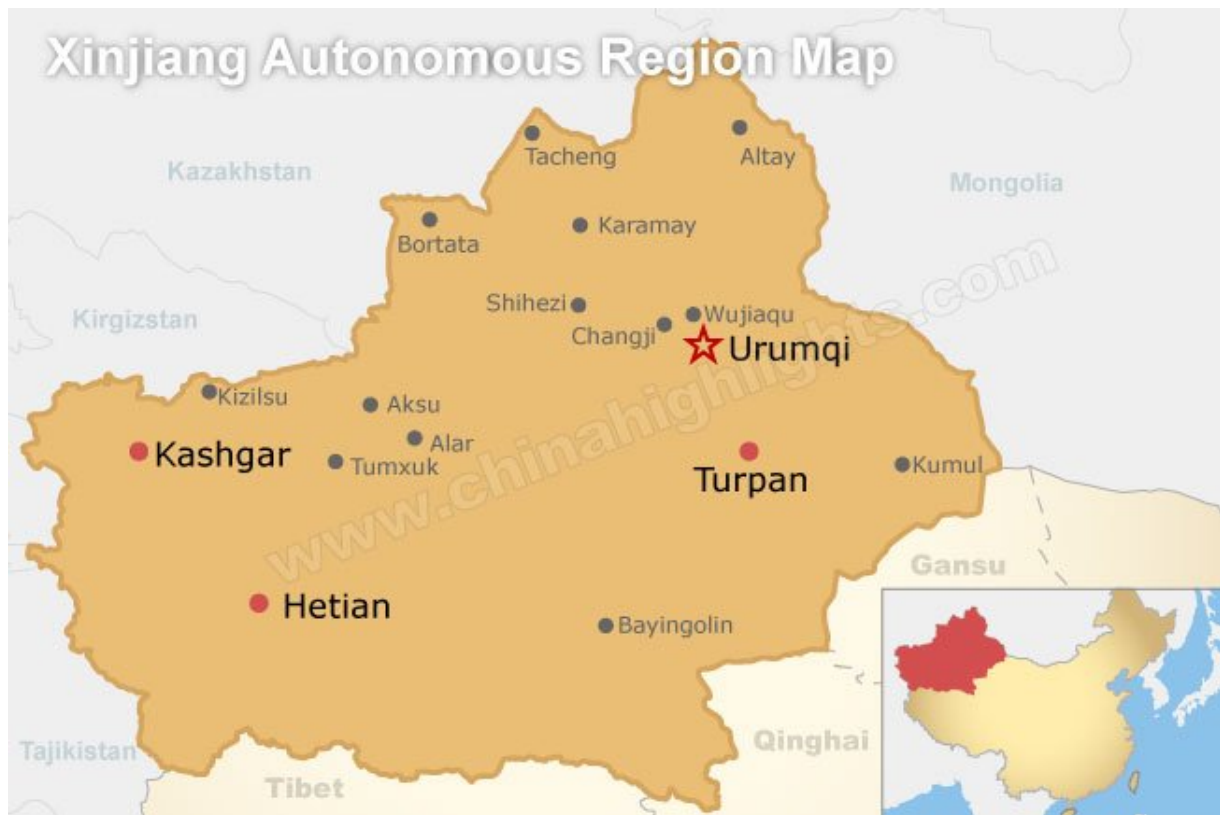 Xinjiang Autonomous Region Map
Kazakhstan
Tacheng
Altay
Mongolia
Bortata
Karamay
Kirgizstan
Shihezi
Changji
Wujiaqu
Urumqi
Kizilsu
Aksu
Alar
Tumxuk
Kashgar
Turpan
Kumul
www.chinahighlights.com
Gansu
Hetian
Bayingolin
Tajikistan
Tibet
Qinghai